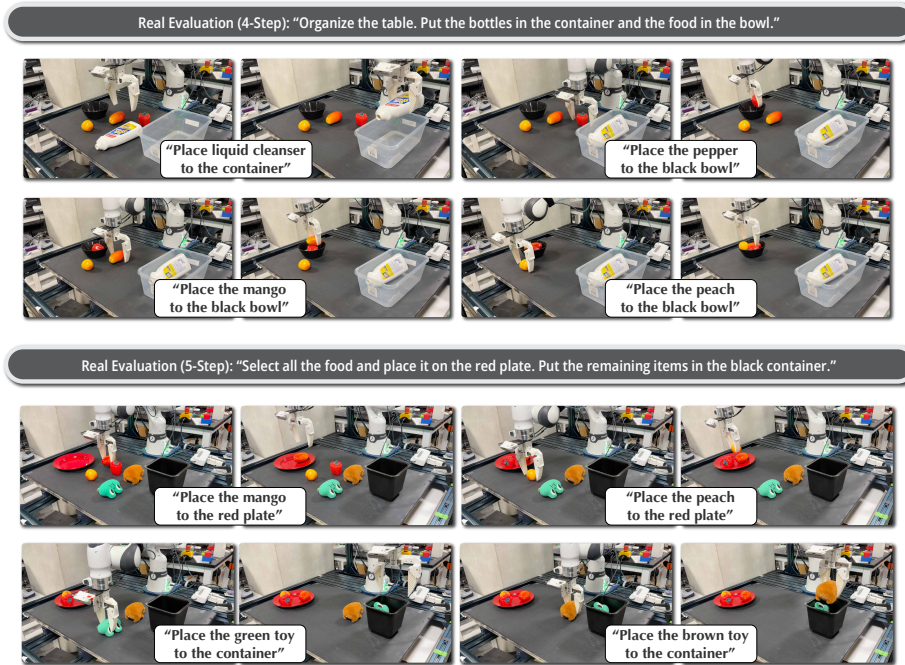 Real Evaluation (4-Step): “Organize the table. Put the bottles in the container and the food in the bowl.”
“Place liquid cleanser
to the container”
“Place the pepper
to the black bowl”
“Place the mango
to the black bowl”
“Place the peach
to the black bowl”
Real Evaluation (5-Step): “Select all the food and place it on the red plate. Put the remaining items in the black container.”
“Place the mango
to the red plate”
“Place the peach
to the red plate”
“Place the green toy
to the container”
“Place the brown toy
to the container”